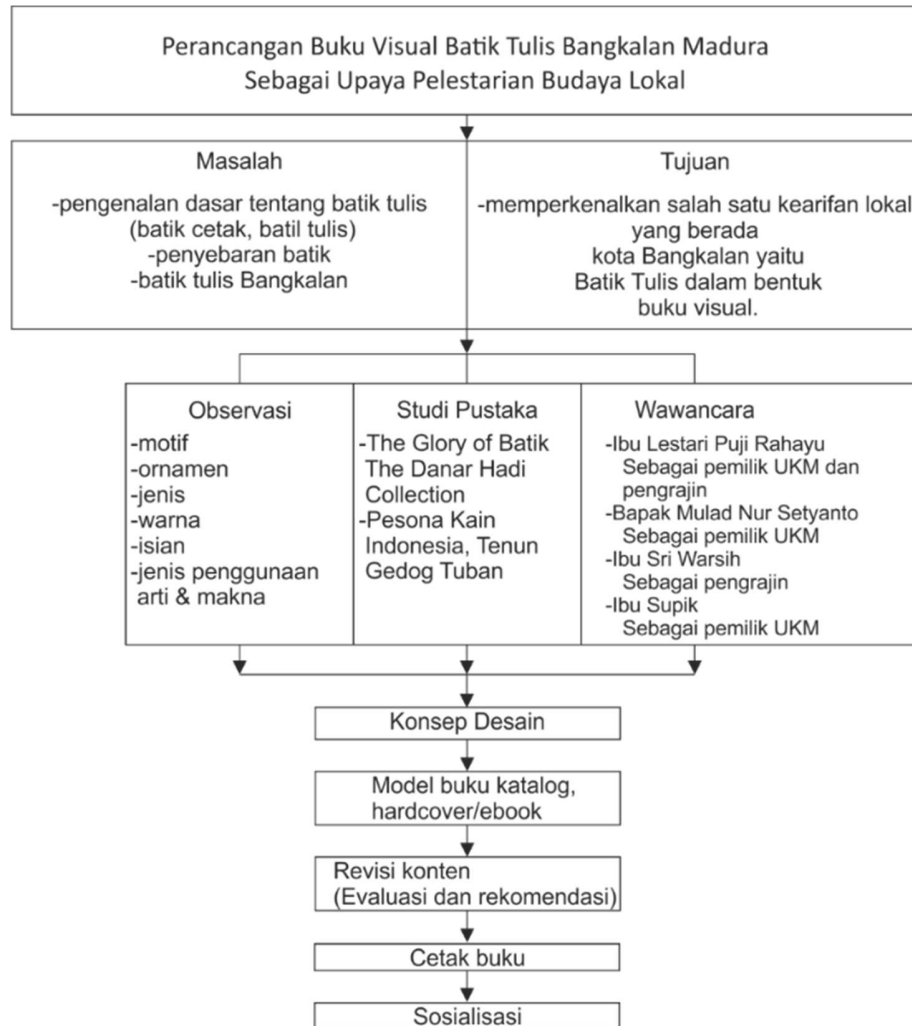 Perancangan Buku Visual Batik Tulis Bangkalan Madura
Sebagai Upaya Pelestarian Budaya Lokal
Masalah
-pengenalan dasar tentang batik tulis
(batik cetak, batil tulis)
-penyebaran batik
-batik tulis Bangkalan
Tujuan
-memperkenalkan salah satu kearifan lokal
yang berada
kota Bangkalan yaitu
Batik Tulis dalam bentuk
buku visual.
Observasi
-motif
-ornamen
-jenis
-warna
-isian
-jenis penggunaan
arti & makna
Studi Pustaka
-The Glory of Batik
The Danar Hadi
Collection
-Pesona Kain
Indonesia, Tenun
Gedog Tuban
Wawancara
-Ibu Lestari Puji Rahayu
Sebagai pemilik UKM dan
pengrajin
-Bapak Mulad Nur Setyanto
Sebagai pemilik UKM
-Ibu Sri Warsih
Sebagai pengrajin
-Ibu Supik
Sebagai pemilik UKM
Konsep Desain
Model buku katalog,
hardcover/ebook
Revisi konten
(Evaluasi dan rekomendasi)
Cetak buku
Sosialisasi